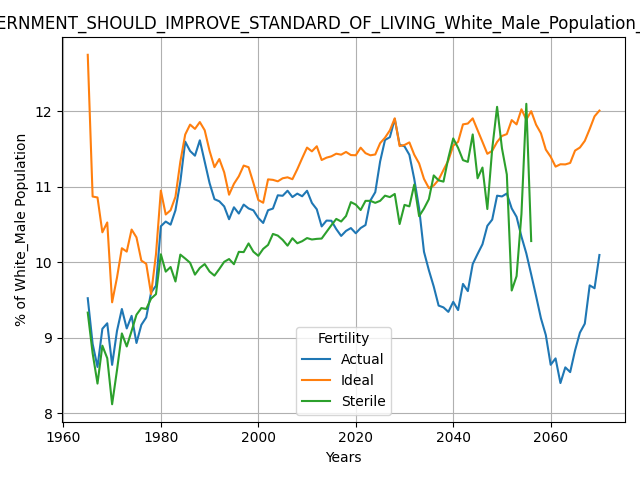 ERNMENT_SHOULD_IMPROVE_STANDARD_OF_LIVING_White_Male_Population_
% of White_Male Population
12
11
10
9
8
1960 1980 2000 2020 2040 2060
Years
Fertility
Actual
Ideal
Sterile